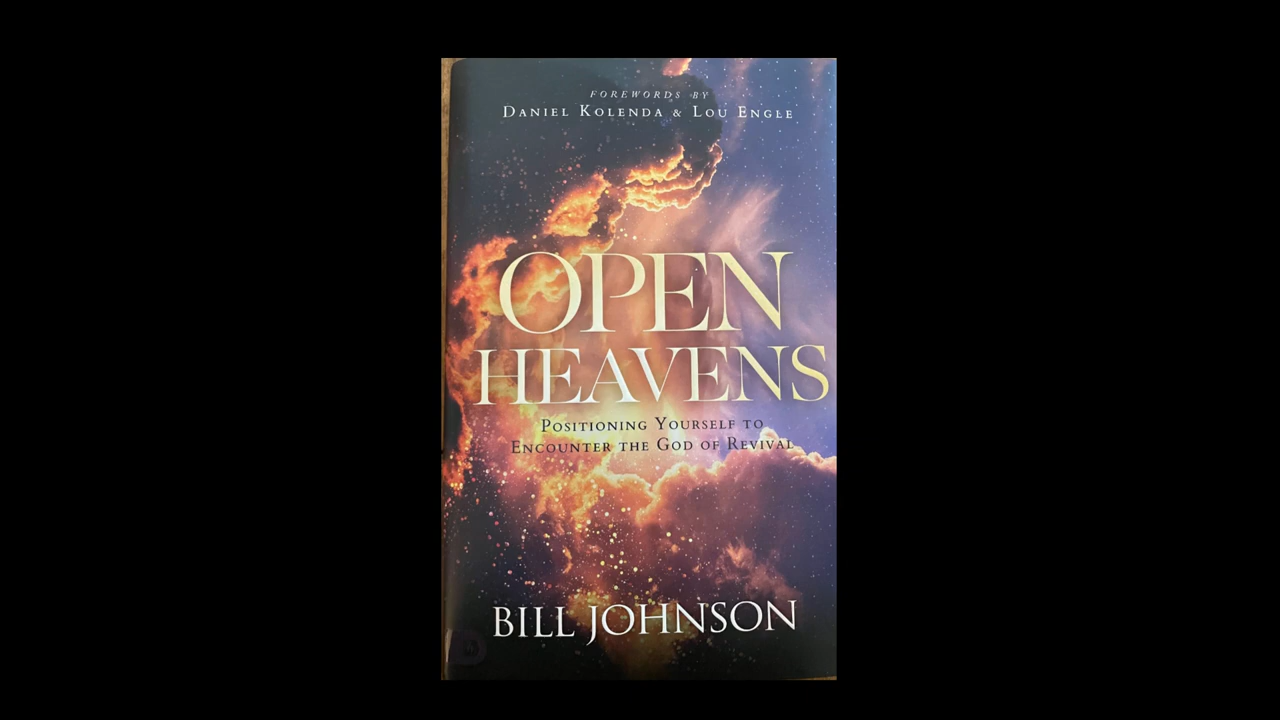 FOREWORDS BY
DANIEL KOLENDA & LOU ENGLE
OPEN
HEAVENS
POSITIONING YOURSELF TO
ENCOUNTER THE GOD OF REVIVAL
BILL JOHNSON